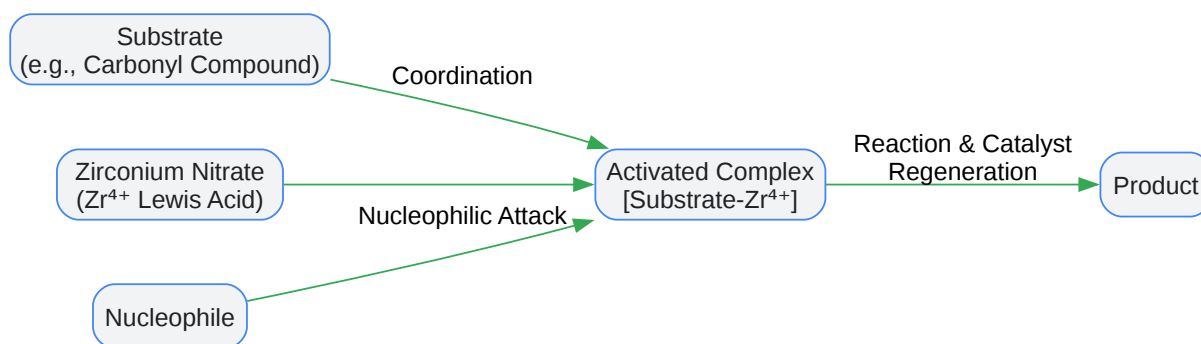 Substrate
(e.g., Carbonyl Compound)
Coordination
Zirconium Nitrate
(Zr⁴⁺ Lewis Acid)
Activated Complex
[Substrate-Zr⁴⁺]
Reaction & Catalyst
Regeneration
Product
Nucleophilic Attack
Nucleophile